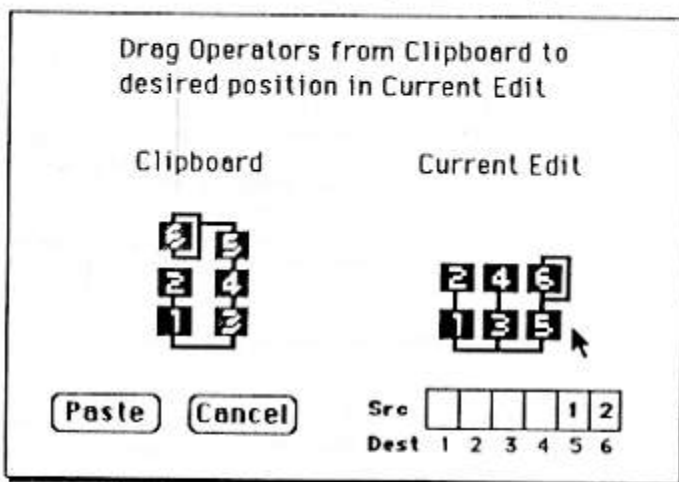 Drag Operators from Clipboard to
desired position in Current Edit
Clipboard
Current Edit
6 5
2 4
1 3
2 4 6
1 3 5
Paste Cancel
Src 1 2
Dest 1 2 3 4 5 6